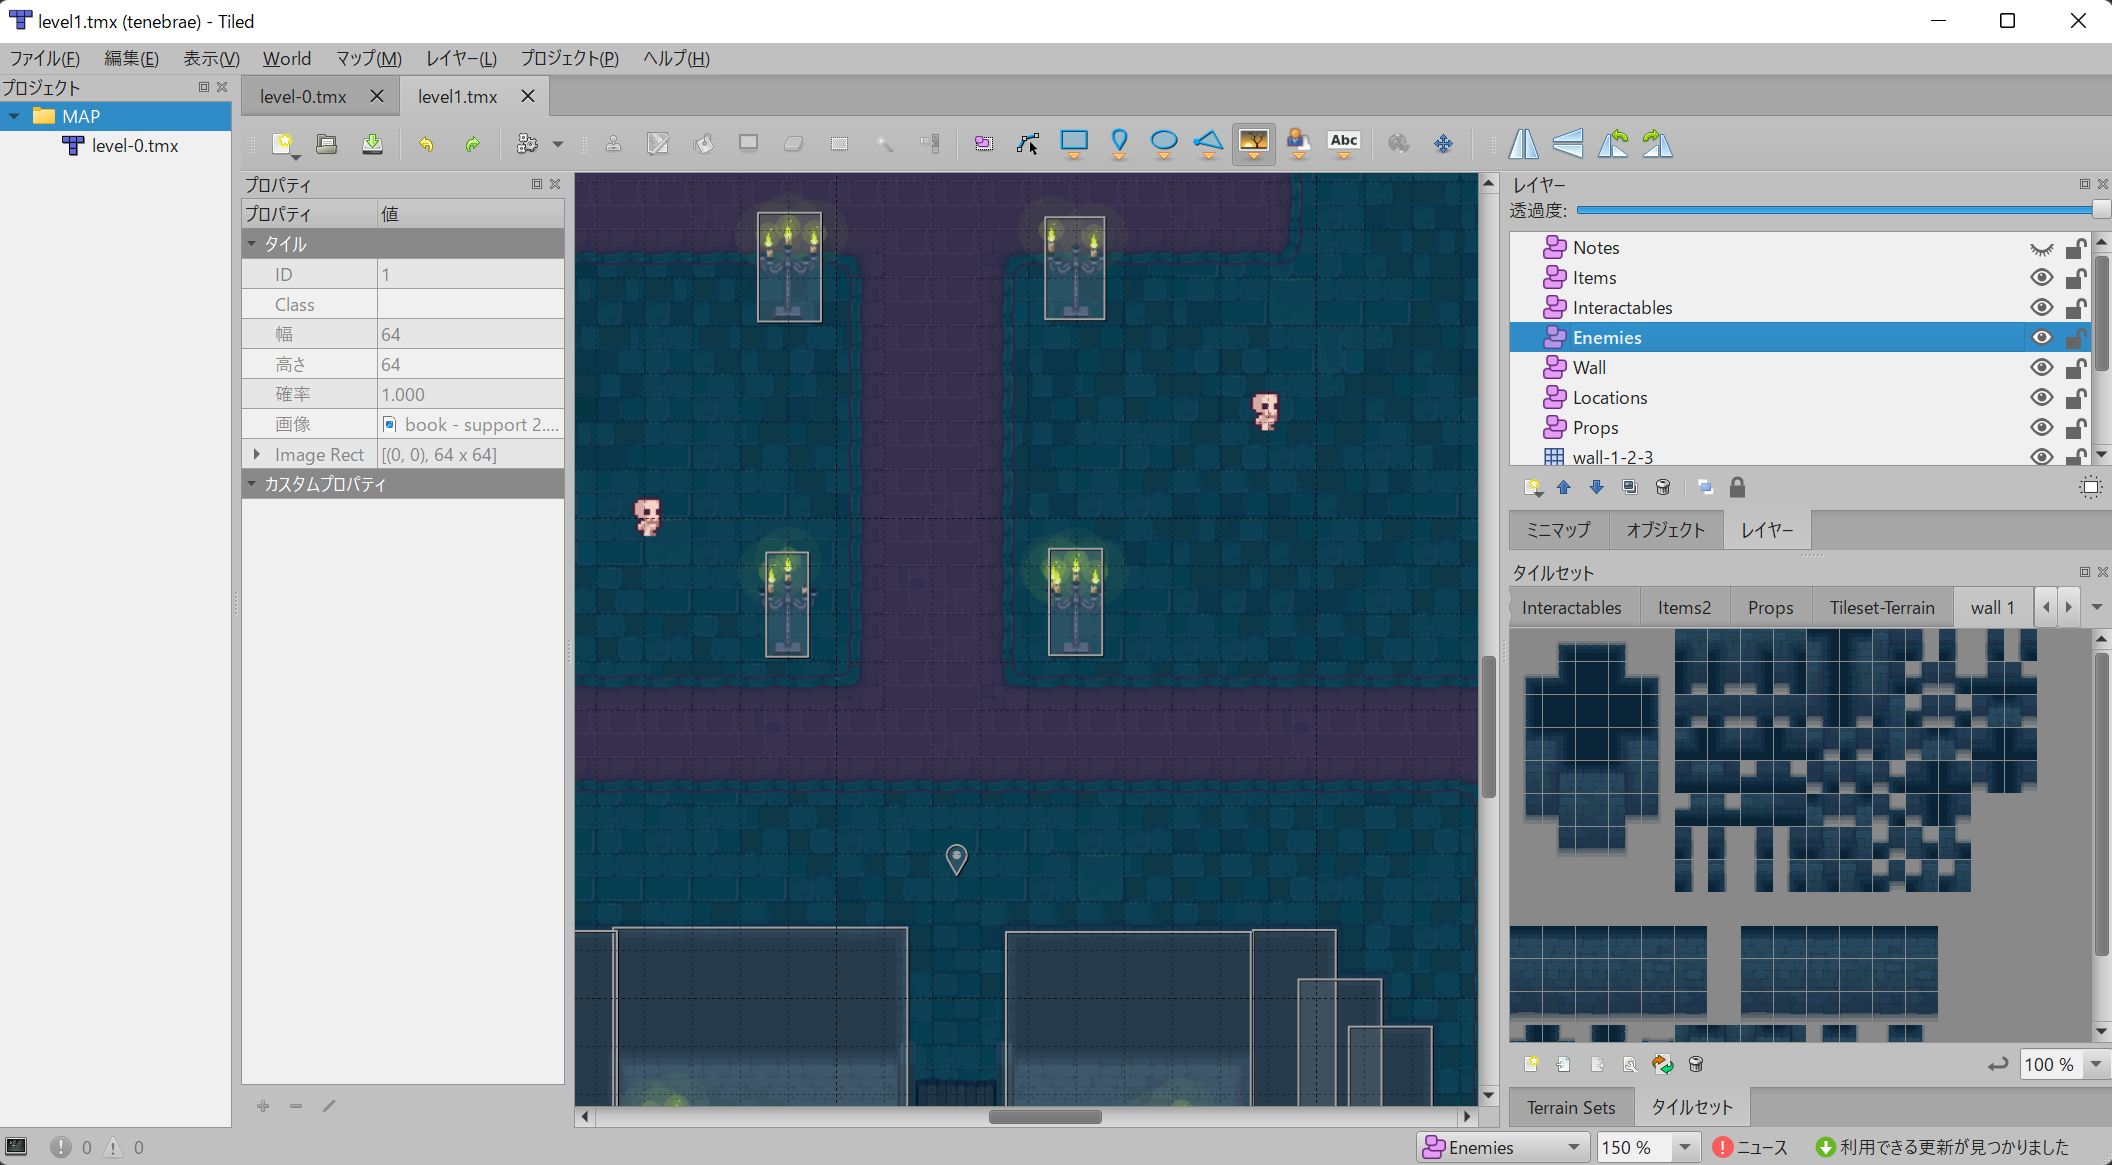 level1.tmx (tenebrae) - Tiled
ファイル(F) 編集(E) 表示(V) World マップ(M) レイヤー(L) プロジェクト(P) ヘルプ(H)
プロジェクト
MAP
level-0.tmx
level-0.tmx level1.tmx
Abc
プロパティ
プロパティ 値
タイル
ID 1
Class
幅 64
高さ 64
確率 1.000
画像 book - support 2....
Image Rect [(0, 0), 64 x 64]
カスタムプロパティ
レイヤー
透過度:
Notes
Items
Interactables
Enemies
Wall
Locations
Props
wall-1-2-3
ミニマップ オブジェクト レイヤー
タイルセット
Interactables Items2 Props Tileset-Terrain wall 1
100 %
Terrain Sets タイルセット
0 0
Enemies 150 % ニュース 利用できる更新が見つかりました